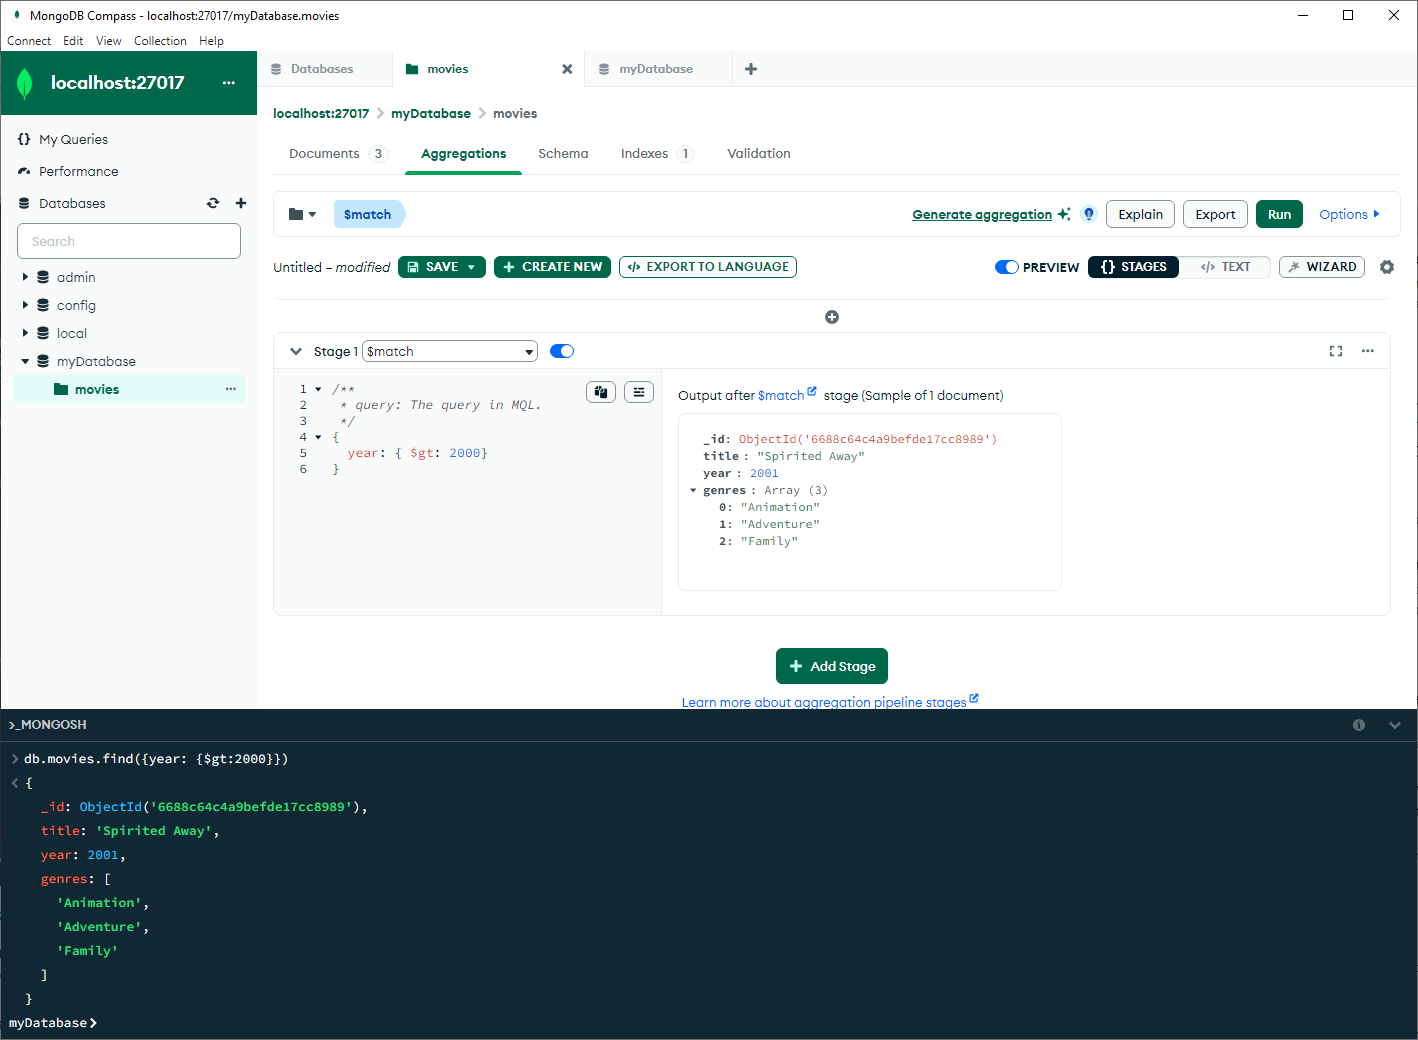 MongoDB Compass - localhost:27017/myDatabase.movies
Connect Edit View Collection Help
localhost:27017 ...
My Queries
Performance
Databases
Search
admin
config
local
myDatabase
movies ...
Databases movies myDatabase
localhost:27017 > myDatabase > movies
Documents 3 Aggregations Schema Indexes 1 Validation
$match Generate aggregation Explain Export Run Options
Untitled – modified SAVE + CREATE NEW </> EXPORT TO LANGUAGE PREVIEW {} STAGES </> TEXT WIZARD
Stage 1 $match ...
1 /**
2 * query: The query in MQL.
3 */
4 {
5 year: { $gt: 2000}
6 }
Output after $match stage (Sample of 1 document)
_id: ObjectId('6688c64c4a9befde17cc8989')
title : "Spirited Away"
year : 2001
genres : Array (3)
0: "Animation"
1: "Adventure"
2: "Family"
+ Add Stage
Learn more about aggregation pipeline stages
>_MONGOSH
> db.movies.find({year: {$gt:2000}})
< {
_id: ObjectId('6688c64c4a9befde17cc8989'),
title: 'Spirited Away',
year: 2001,
genres: [
'Animation',
'Adventure',
'Family'
]
}
myDatabase>